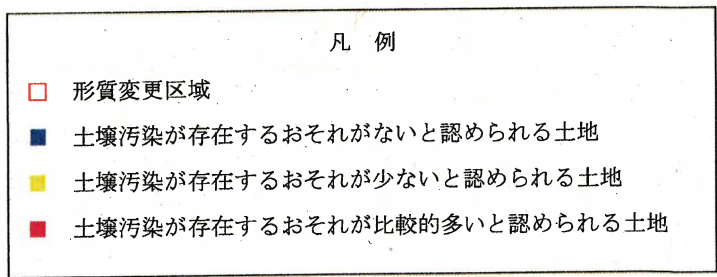 凡 例
形質変更区域
土壌汚染が存在するおそれがないと認められる土地
土壌汚染が存在するおそれが少ないと認められる土地
土壌汚染が存在するおそれが比較的多いと認められる土地